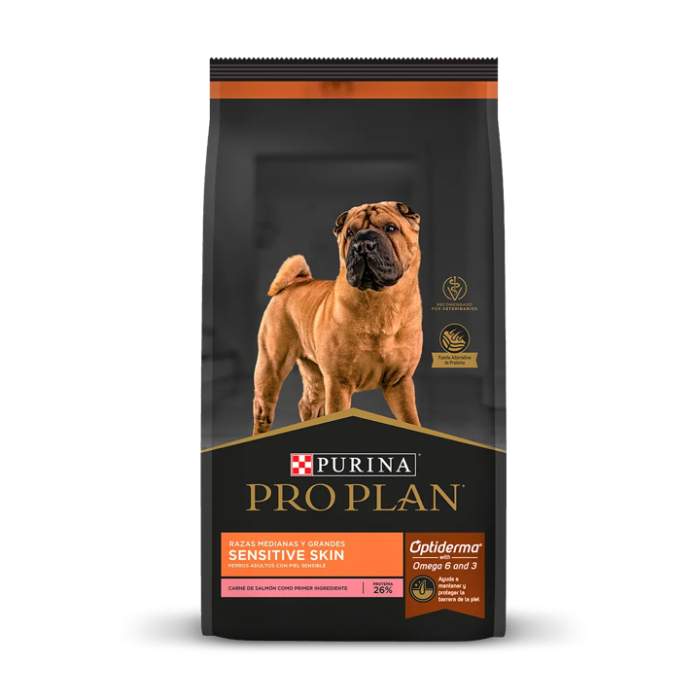 RECOMENDADO
POR VETERINARIOS
Fuente Alternativa
de Proteína
PURINA
PRO PLAN
RAZAS MEDIANAS Y GRANDES
SENSITIVE SKIN
PERROS ADULTOS CON PIEL SENSIBLE
CARNE DE SALMÓN COMO PRIMER INGREDIENTE
PROTEÍNA
26%
Optiderma®
with
Omega 6 and 3
Ayuda a
mantener y
proteger la
barrera de la piel